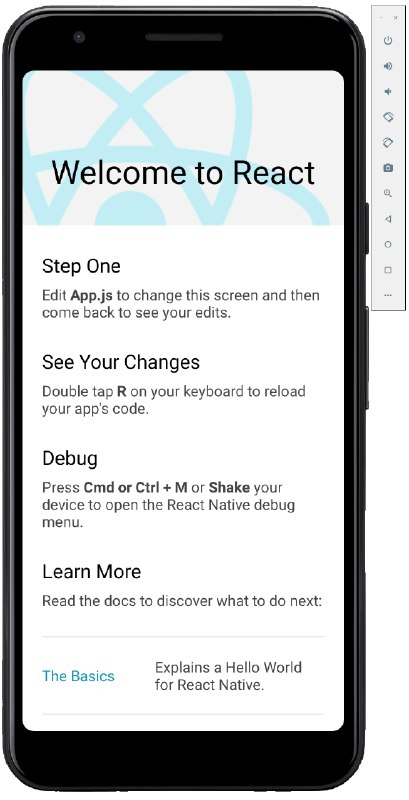 Welcome to React
Step One
Edit App.js to change this screen and then
come back to see your edits.
See Your Changes
Double tap R on your keyboard to reload
your app's code.
Debug
Press Cmd or Ctrl + M or Shake your
device to open the React Native debug
menu.
Learn More
Read the docs to discover what to do next:
The Basics
Explains a Hello World
for React Native.